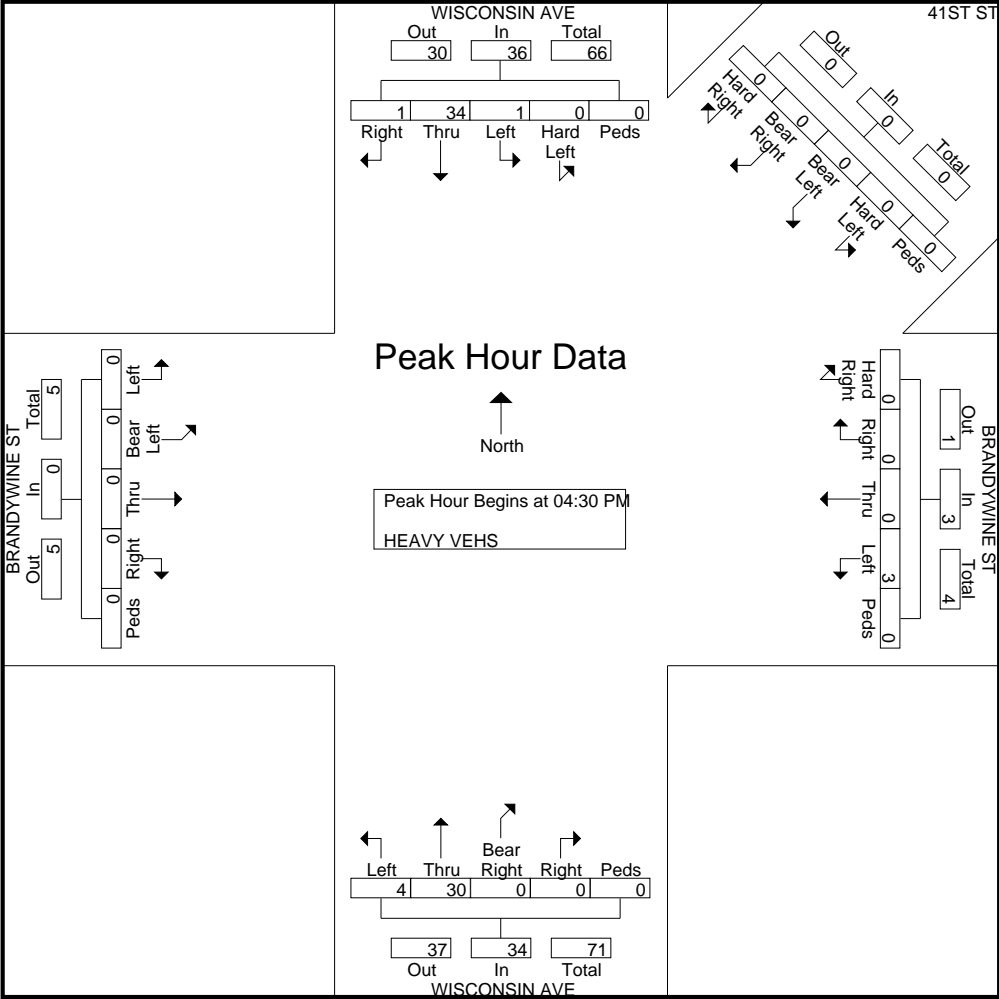 WISCONSIN AVE
Out In Total
30 36 66
1 34 1 0 0
Right Thru Left Hard Left Peds
41ST ST
Out In Total
0 0 0
0 0 0 0 0
Hard Right Bear Right Bear Left Hard Left Peds
BRANDYWINE ST
Total In Out
5 0 5
0 0 0 0 0
Left Bear Left Thru Right Peds
Peak Hour Data
North
Peak Hour Begins at 04:30 PM
HEAVY VEHS
Hard Right Right Thru Left Peds
0 0 0 3 0
Out In Total
1 3 4
BRANDYWINE ST
Left Thru Bear Right Right Peds
4 30 0 0 0
37 34 71
Out In Total
WISCONSIN AVE